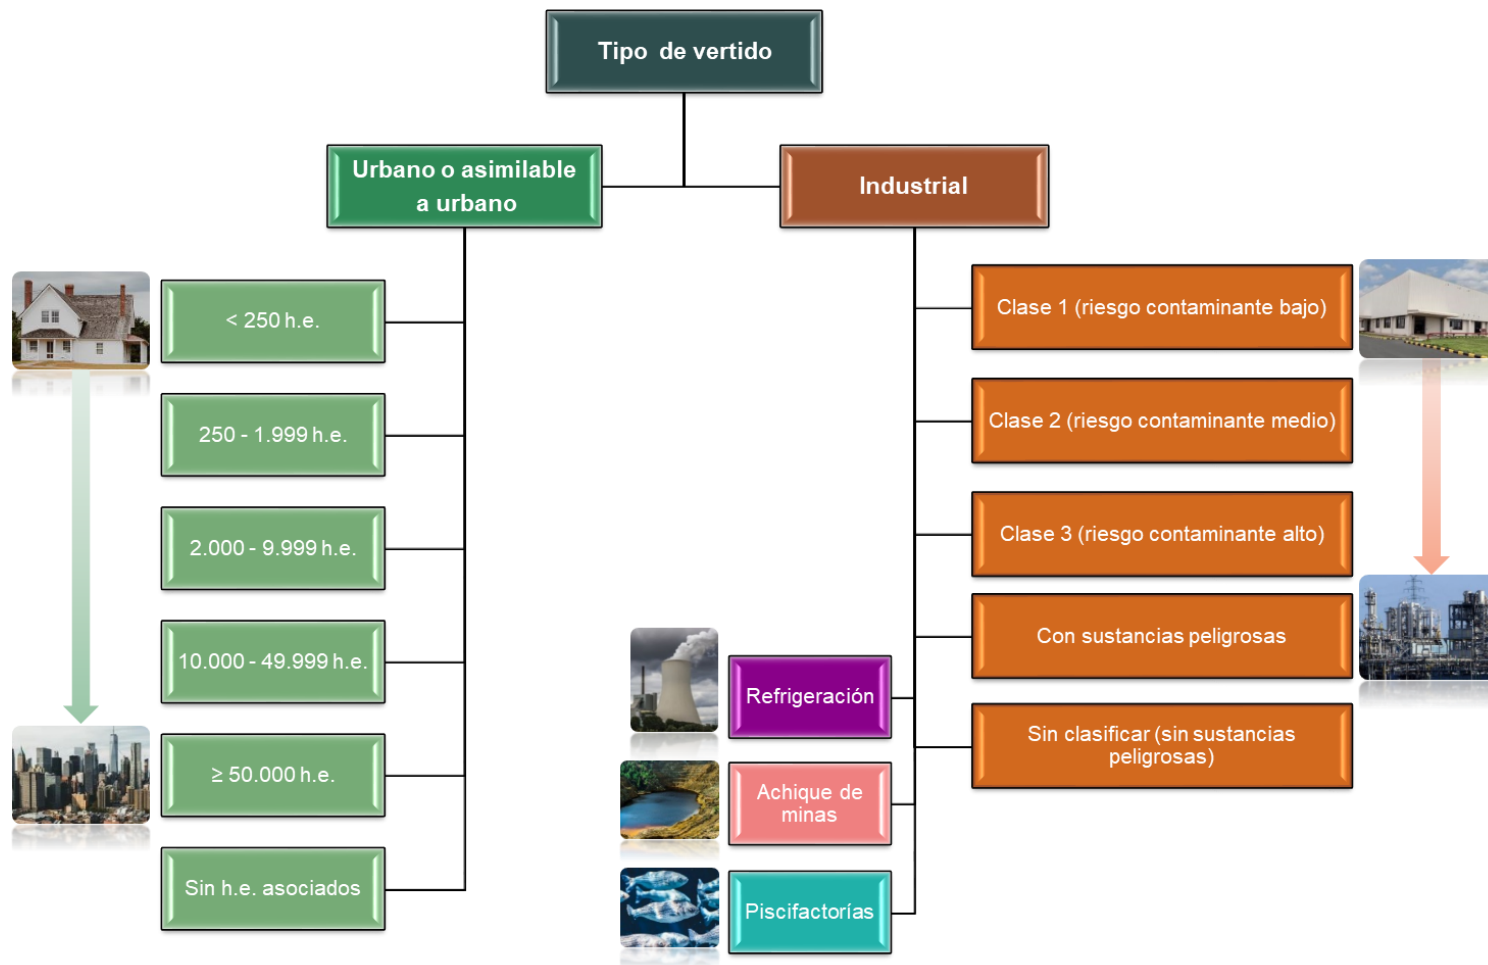 Tipo de vertido
Urbano o asimilable
a urbano
Industrial
< 250 h.e.
250 - 1.999 h.e.
2.000 - 9.999 h.e.
10.000 - 49.999 h.e.
≥ 50.000 h.e.
Sin h.e. asociados
Clase 1 (riesgo contaminante bajo)
Clase 2 (riesgo contaminante medio)
Clase 3 (riesgo contaminante alto)
Con sustancias peligrosas
Sin clasificar (sin sustancias
peligrosas)
Refrigeración
Achique de
minas
Piscifactorías